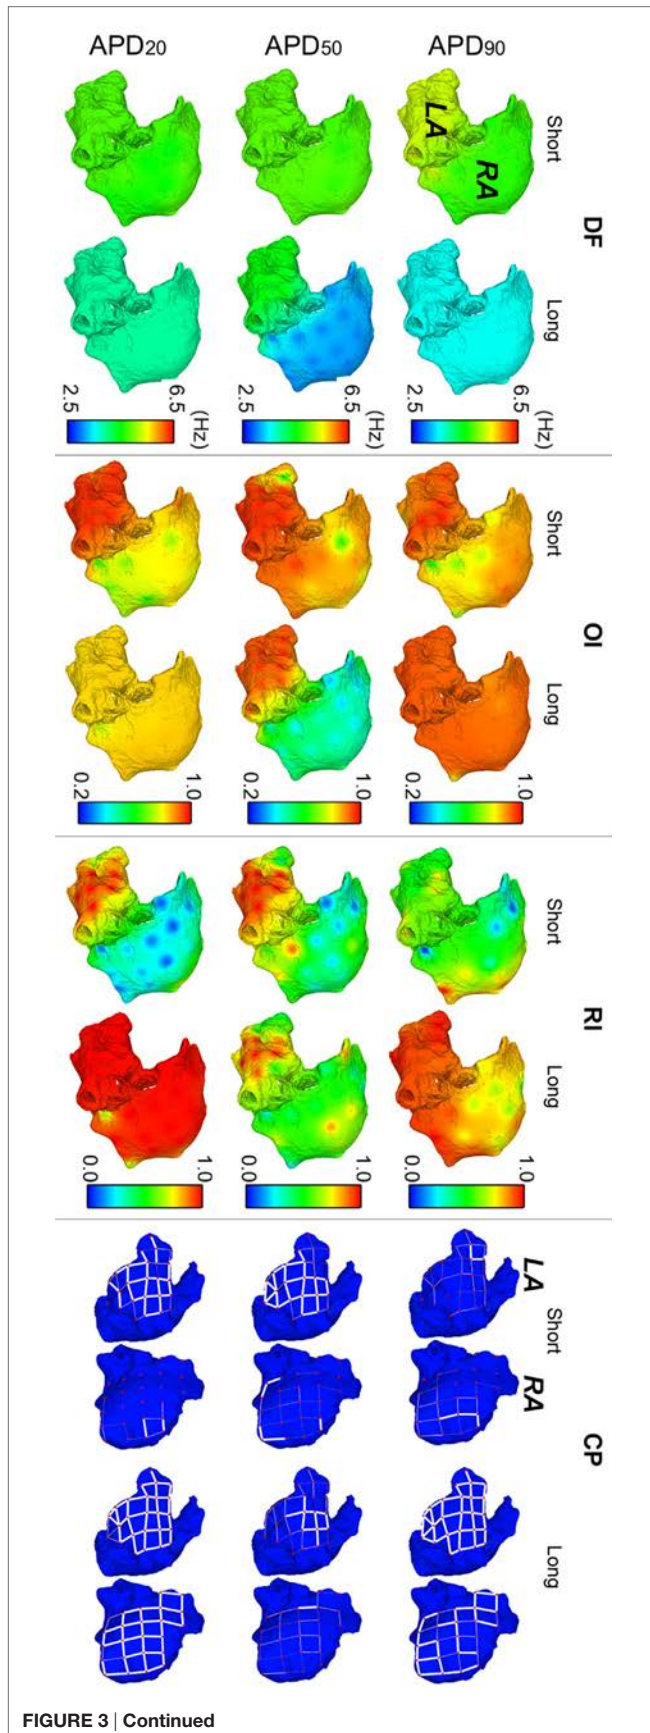 APD20
APD50
APD90
DF
Short
Long
LA
RA
2.5
6.5
(Hz)
2.5
6.5
(Hz)
2.5
6.5
(Hz)
OI
Short
Long
0.2
1.0
0.2
1.0
0.2
1.0
RI
Short
Long
0.0
1.0
0.0
1.0
0.0
1.0
CP
Short
Long
LA
RA
FIGURE 3 | Continued